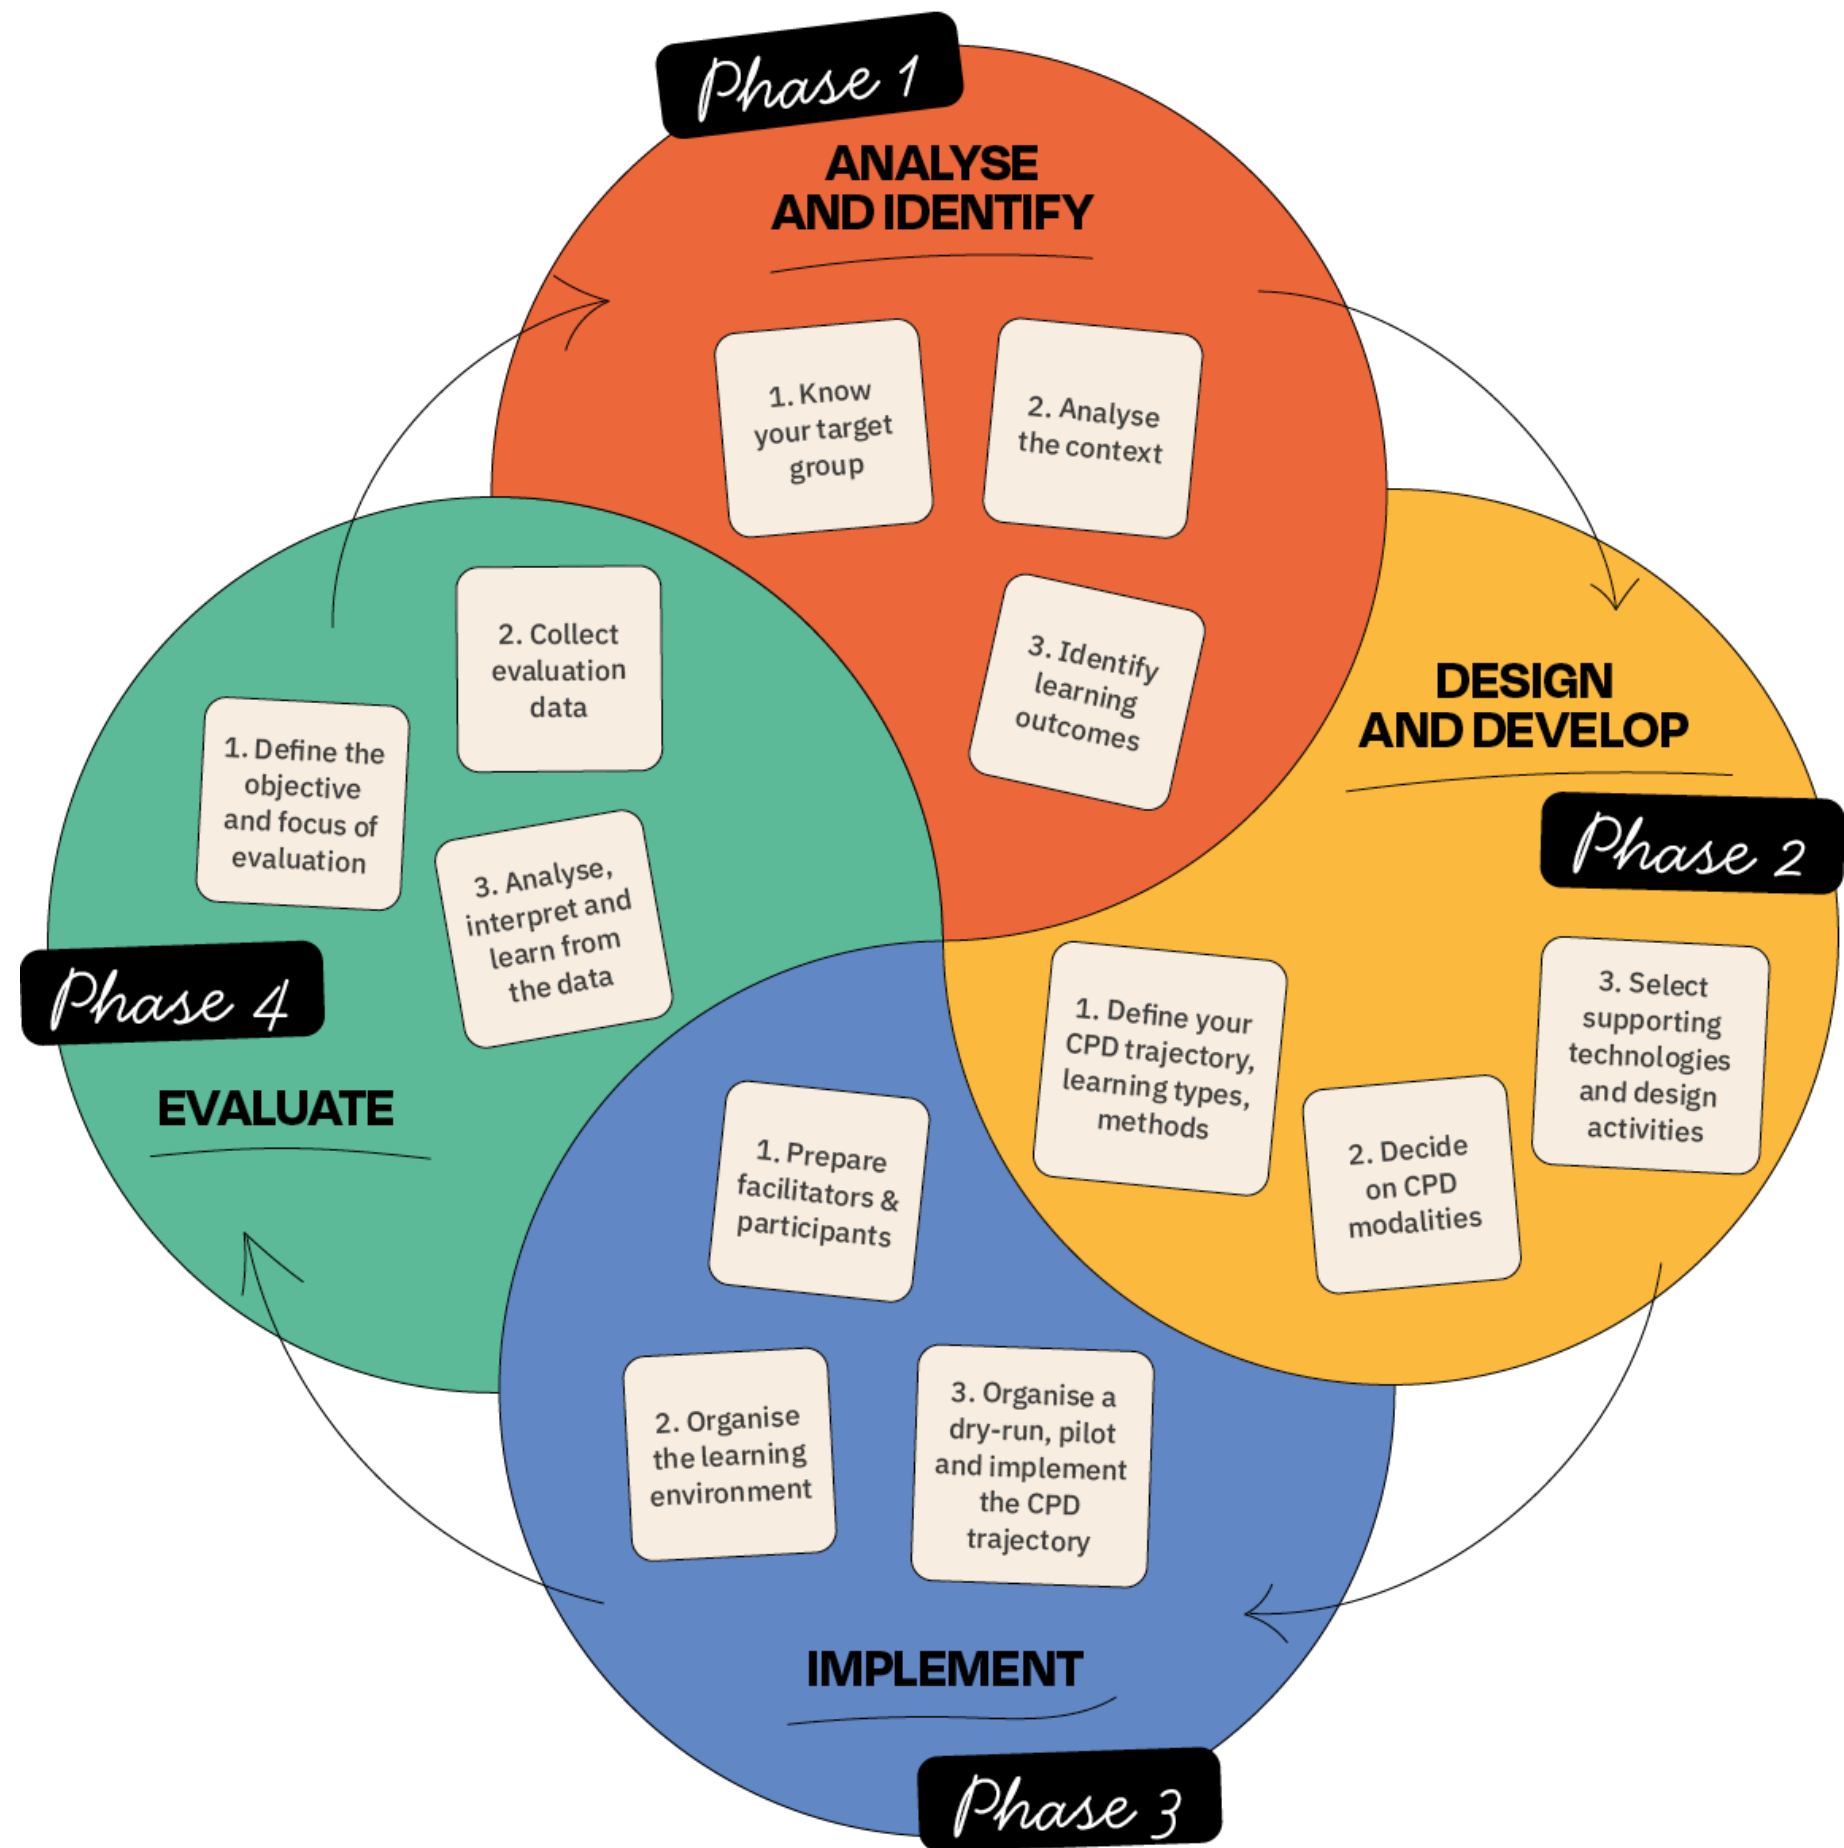 Phase 1
ANALYSE
AND IDENTIFY
1. Know
your target
group
2. Analyse
the context
3. Identify
learning
outcomes
DESIGN
AND DEVELOP
Phase 2
1. Define your
CPD trajectory,
learning types,
methods
2. Decide
on CPD
modalities
3. Select
supporting
technologies
and design
activities
1. Prepare
facilitators &
participants
2. Organise
the learning
environment
3. Organise a
dry-run, pilot
and implement
the CPD
trajectory
IMPLEMENT
Phase 3
1. Define the
objective
and focus of
evaluation
2. Collect
evaluation
data
3. Analyse,
interpret and
learn from
the data
Phase 4
EVALUATE